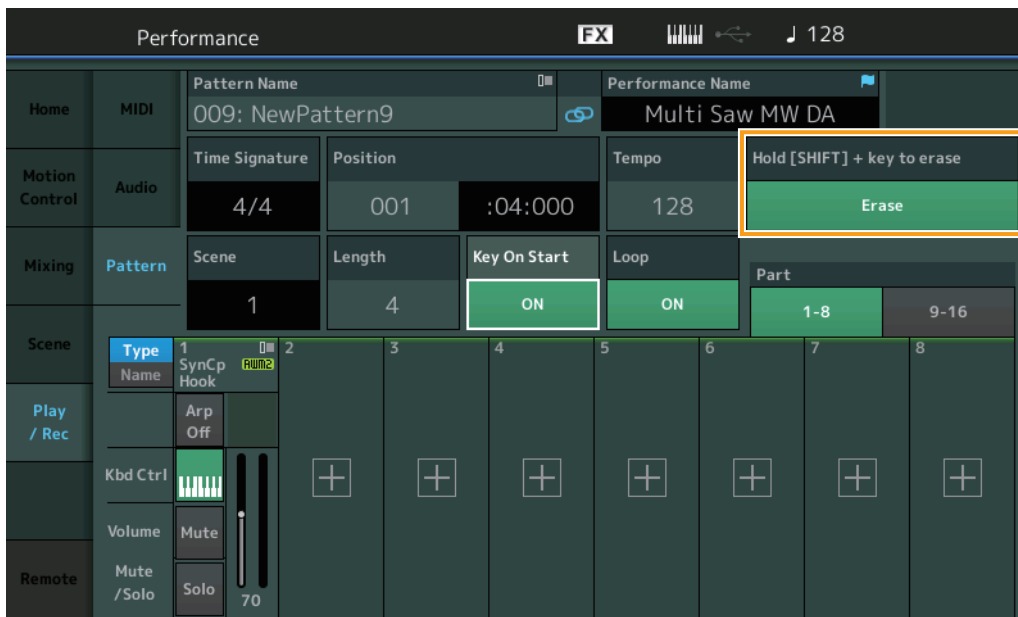 Performance
FX
♩ 128
Home
Motion
Control
Mixing
Scene
Play
/ Rec
Remote
MIDI
Audio
Pattern
Pattern Name
009: NewPattern9
Performance Name
Multi Saw MW DA
Time Signature
4/4
Position
001
:04:000
Tempo
128
Hold [SHIFT] + key to erase
Erase
Scene
1
Length
4
Key On Start
ON
Loop
ON
Part
1-8
9-16
Type
Name
1
SynCp
AWM2
Hook
2
3
4
5
6
7
8
Arp
Off
Kbd Ctrl
Volume
Mute
Mute
/Solo
Solo
70